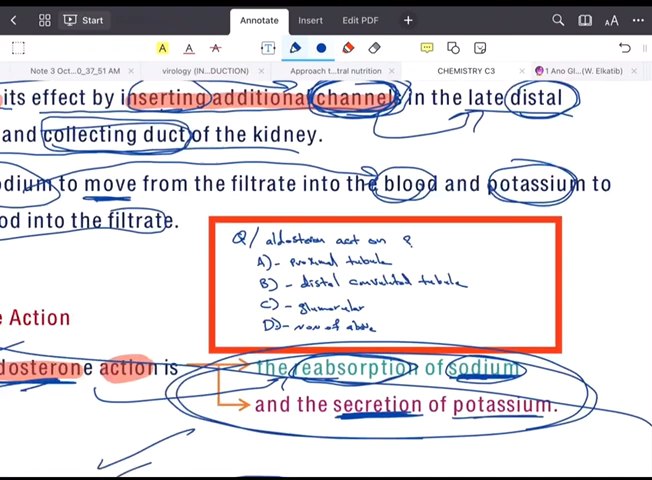 Start
Annotate
Insert
Edit PDF
Note 3 Oct...0_37_51 AM
virology (IN...DUCTION)
Approach t...tral nutrition
CHEMISTRY C3
1 Ano Gl...(W. Elkatib)
its effect by inserting additional channels in the late distal
and collecting duct of the kidney.
odium to move from the filtrate into the blood and potassium to
od into the filtrate.
Q/ aldosteron act on ?
A)- proximal tubule
B)- distal convoluted tubule
C)- glumorular
D)- non of above
e Action
dosterone action is
the reabsorption of sodium
and the secretion of potassium.